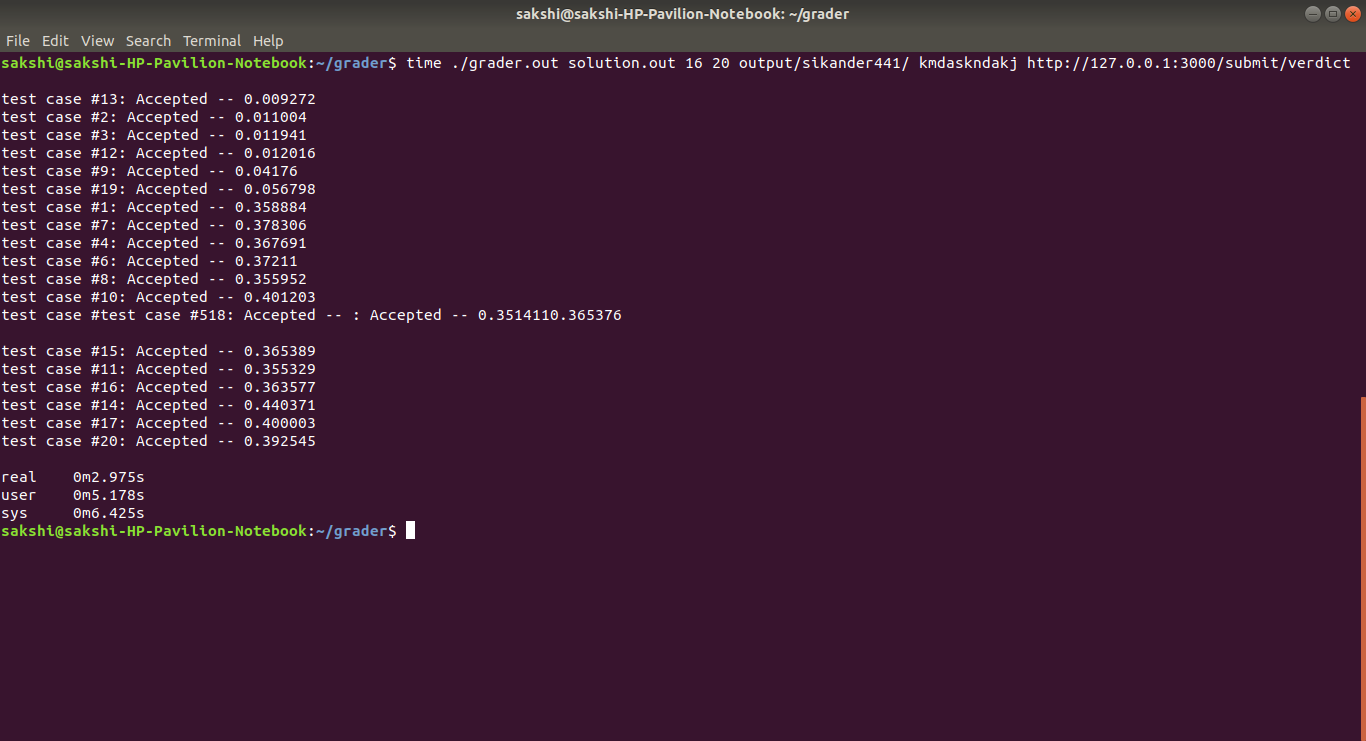 sakshi@sakshi-HP-Pavilion-Notebook: ~/grader
File Edit View Search Terminal Help
sakshi@sakshi-HP-Pavilion-Notebook:~/grader$ time ./grader.out solution.out 16 20 output/sikander441/ kmdaskndakj http://127.0.0.1:3000/submit/verdict
test case #13: Accepted -- 0.009272
test case #2: Accepted -- 0.011004
test case #3: Accepted -- 0.011941
test case #12: Accepted -- 0.012016
test case #9: Accepted -- 0.04176
test case #19: Accepted -- 0.056798
test case #1: Accepted -- 0.358884
test case #7: Accepted -- 0.378306
test case #4: Accepted -- 0.367691
test case #6: Accepted -- 0.37211
test case #8: Accepted -- 0.355952
test case #10: Accepted -- 0.401203
test case #test case #518: Accepted -- : Accepted -- 0.3514110.365376
test case #15: Accepted -- 0.365389
test case #11: Accepted -- 0.355329
test case #16: Accepted -- 0.363577
test case #14: Accepted -- 0.440371
test case #17: Accepted -- 0.400003
test case #20: Accepted -- 0.392545
real 0m2.975s
user 0m5.178s
sys 0m6.425s
sakshi@sakshi-HP-Pavilion-Notebook:~/grader$